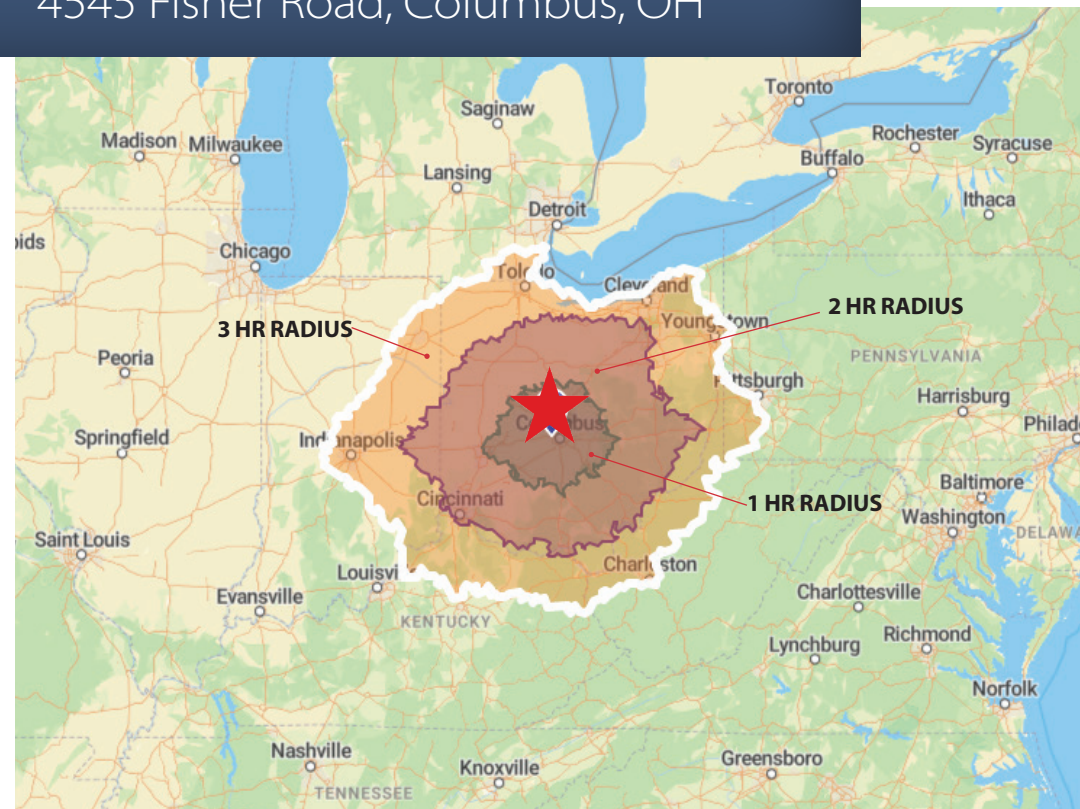 4545 Fisher Road, Columbus, OH
Toronto
Saginaw
Rochester
Madison
Milwaukee
Syracuse
Buffalo
Lansing
Ithaca
Detroit
Chicago
Toledo
Cleveland
2 HR RADIUS
3 HR RADIUS
Youngstown
Peoria
PENNSYLVANIA
Pittsburgh
Harrisburg
Columbus
Philad
Springfield
Indianapolis
Baltimore
Cincinnati
1 HR RADIUS
Washington
DELAWA
Saint Louis
Charleston
Louisvi
Evansville
Charlottesville
KENTUCKY
Richmond
Lynchburg
Norfolk
Nashville
Greensboro
Knoxville
TENNESSEE